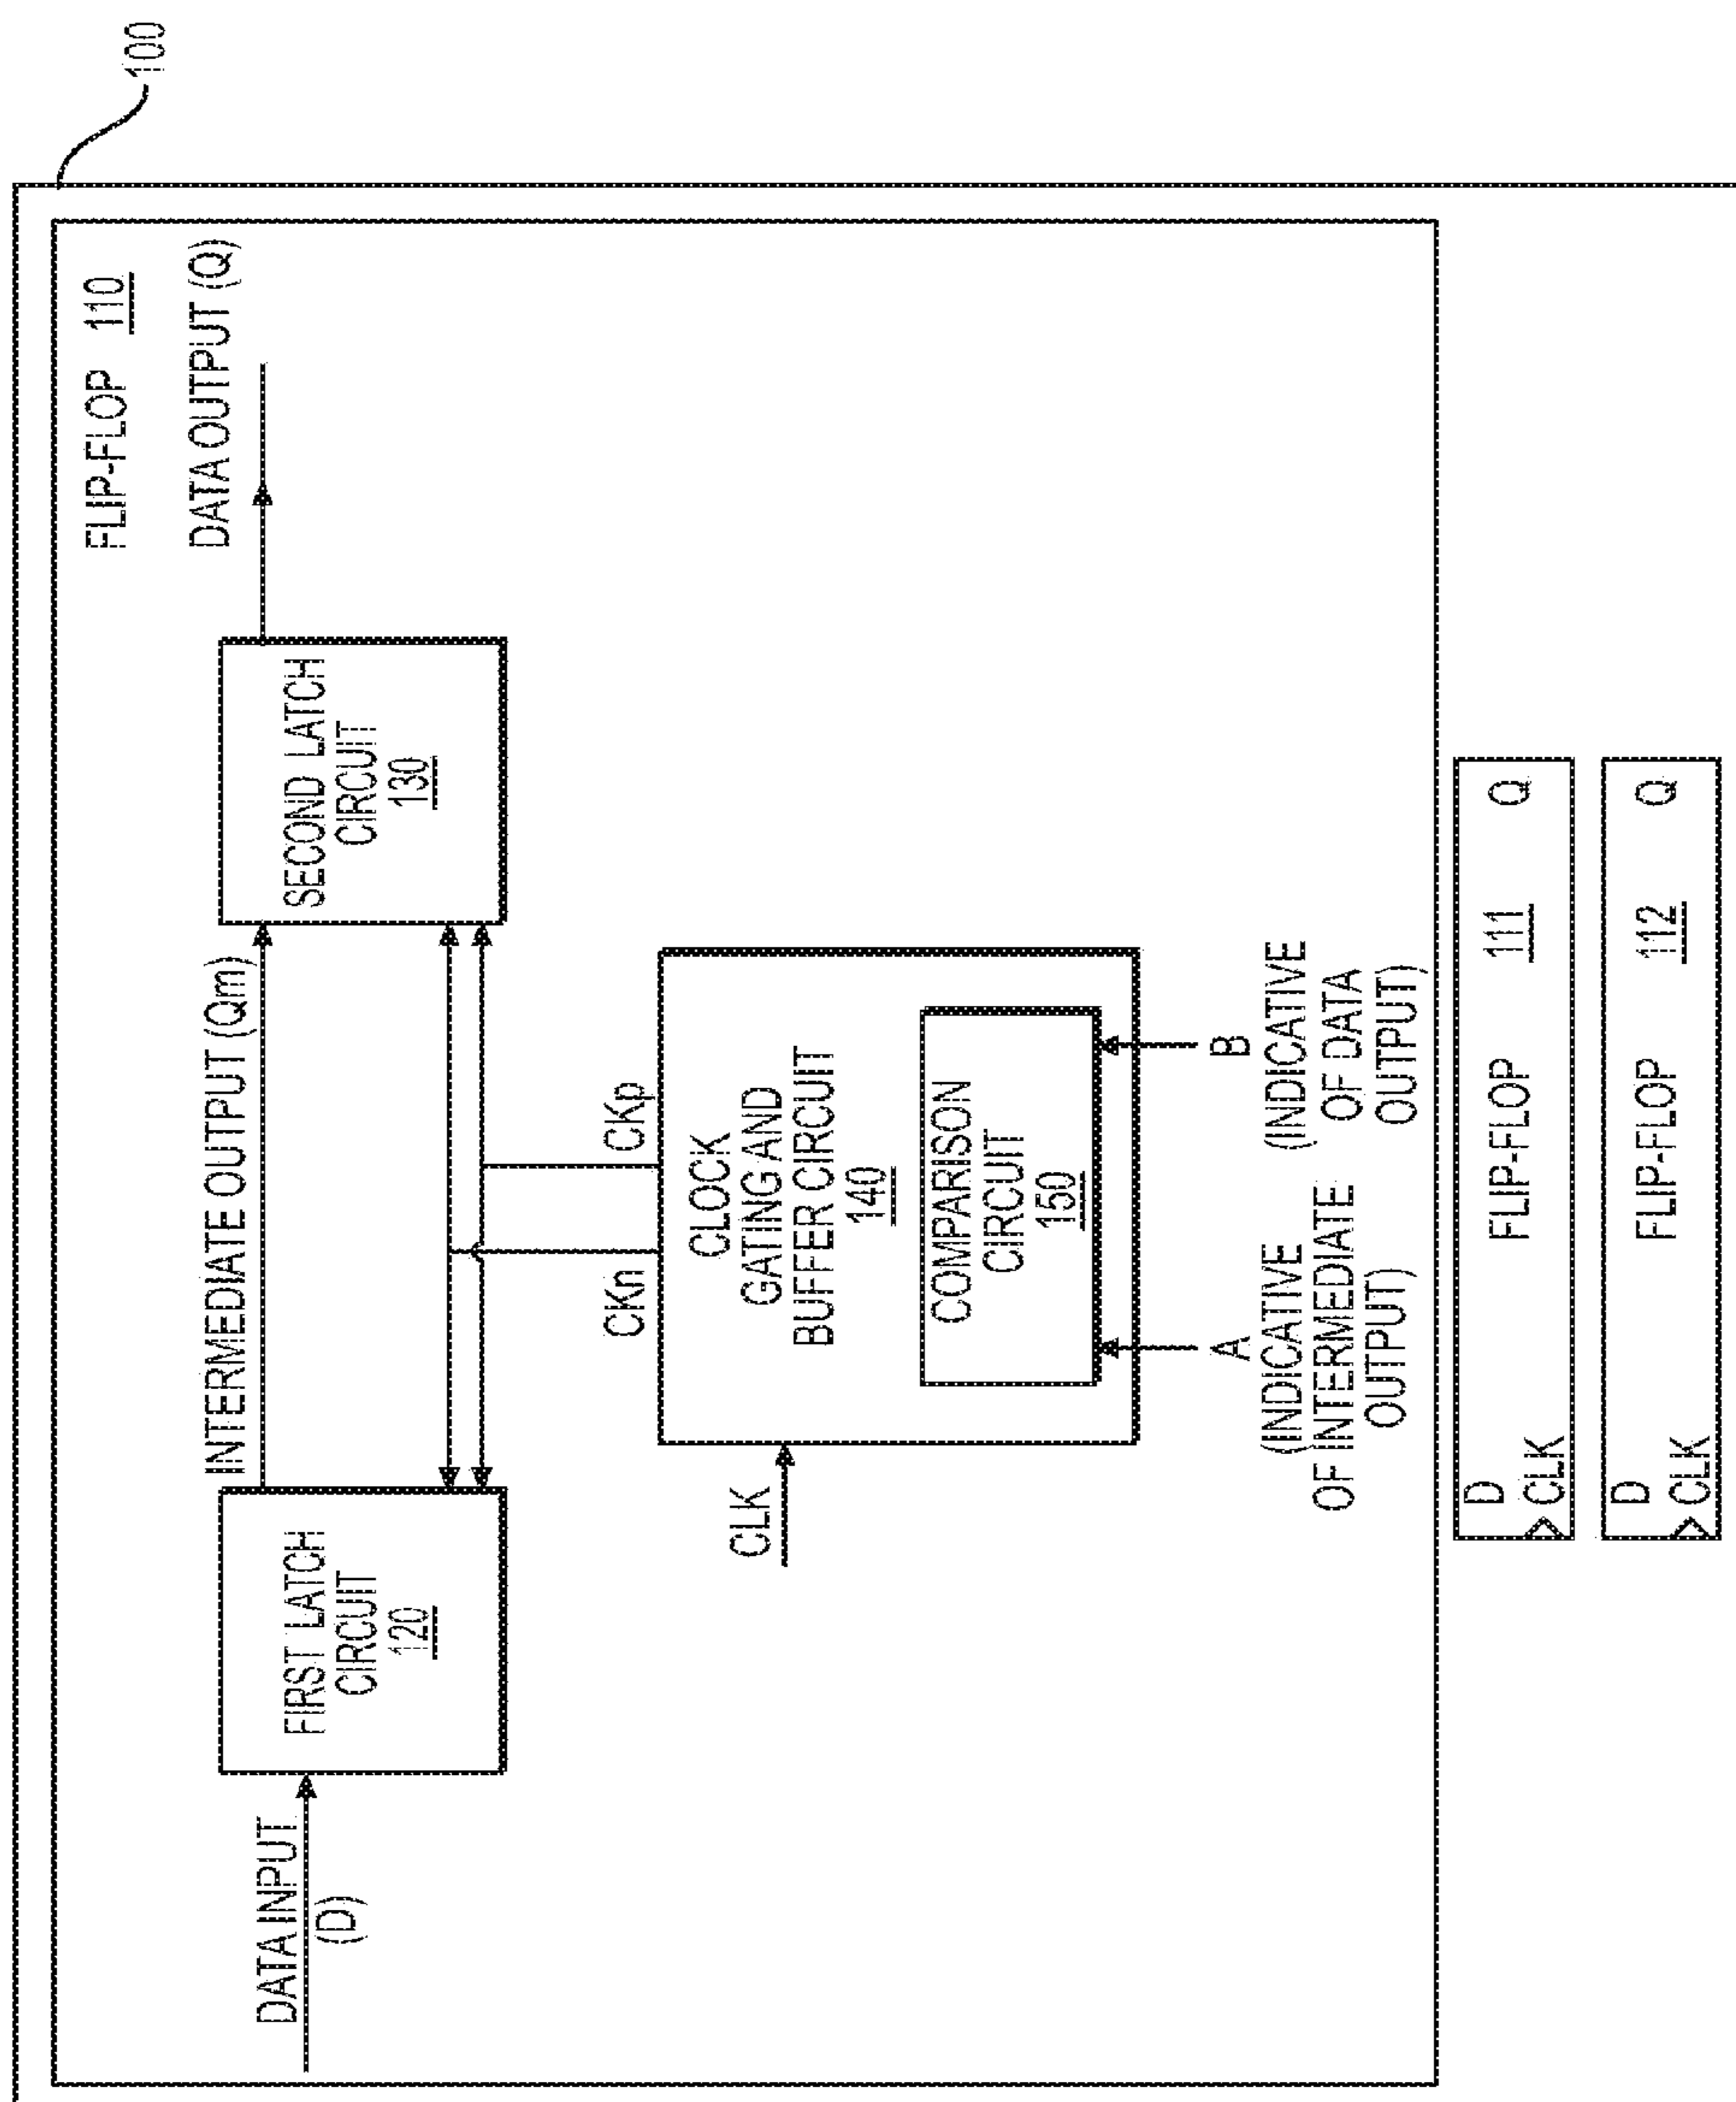 100
FLIP-FLOP 110
DATA OUTPUT (Q)
INTERMEDIATE OUTPUT (Qm)
DATA INPUT
(D)
FIRST LATCH
CIRCUIT
120
SECOND LATCH
CIRCUIT
130
CKn
CKp
CLK
CLOCK
GATING AND
BUFFER CIRCUIT
140
COMPARISON
CIRCUIT
150
A
(INDICATIVE
OF INTERMEDIATE
OUTPUT)
B
(INDICATIVE
OF DATA
OUTPUT)
D
FLIP-FLOP 111 Q
CLK
D
FLIP-FLOP 112 Q
CLK